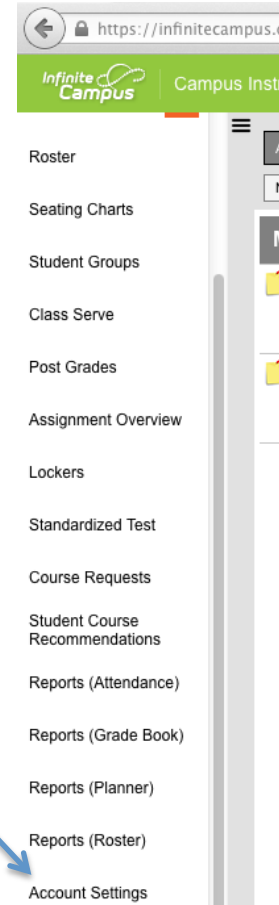 https://infinitecampus.
Infinite Campus
Campus Inst
Roster
Seating Charts
Student Groups
Class Serve
Post Grades
Assignment Overview
Lockers
Standardized Test
Course Requests
Student Course
Recommendations
Reports (Attendance)
Reports (Grade Book)
Reports (Planner)
Reports (Roster)
Account Settings